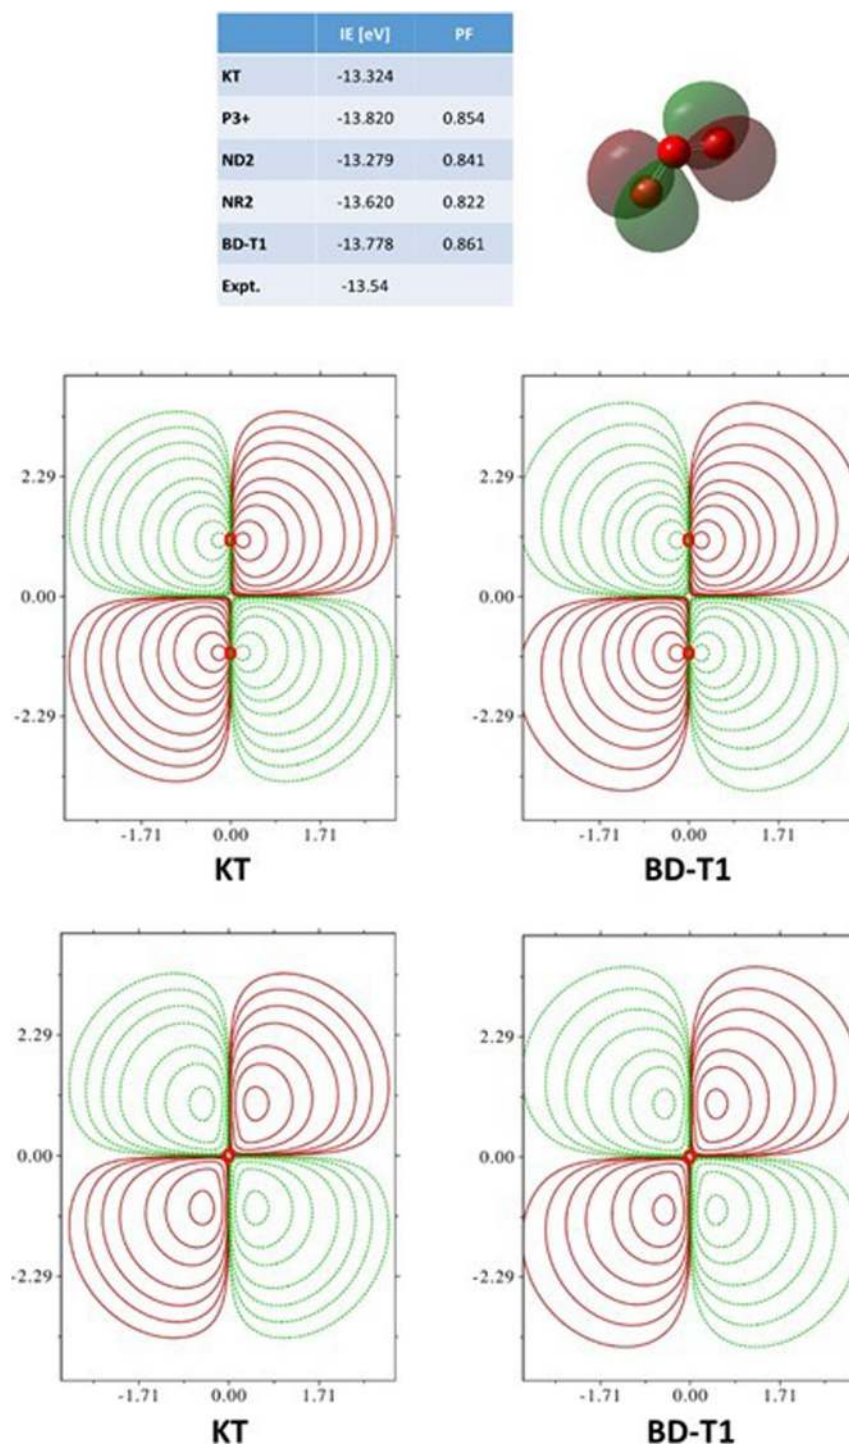 IE [eV] PF
KT -13.324
P3+ -13.820 0.854
ND2 -13.279 0.841
NR2 -13.620 0.822
BD-T1 -13.778 0.861
Expt. -13.54
2.29
0.00
-2.29
-1.71 0.00 1.71
KT
2.29
0.00
-2.29
-1.71 0.00 1.71
BD-T1
2.29
0.00
-2.29
-1.71 0.00 1.71
KT
2.29
0.00
-2.29
-1.71 0.00 1.71
BD-T1